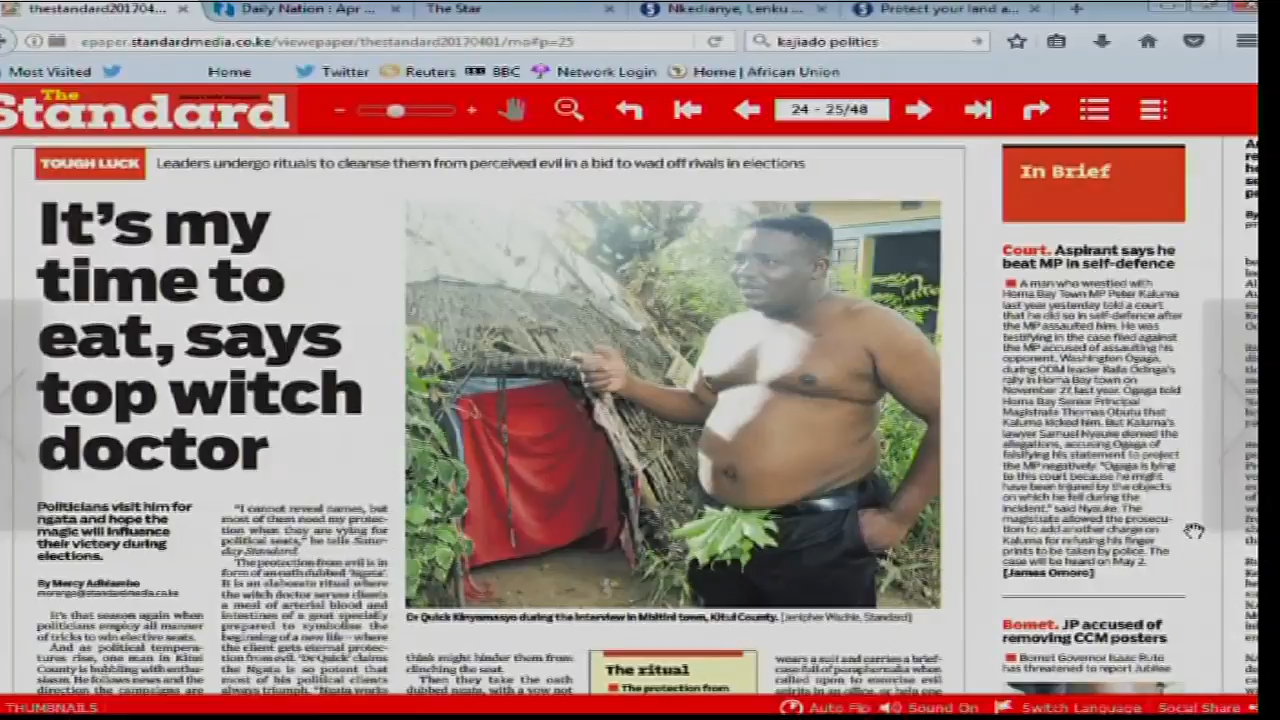 thestandard201704...
Daily Nation : Apr ...
The Star
Nkedianye, Lenku ...
Protect your land a...
epaper.standardmedia.co.ke/viewepaper/thestandard20170401/mo#p=25
kajiado politics
Most Visited
Home
Twitter
Reuters
BBC
Network Login
Home | African Union
The
Standard
24 - 25/48
TOUGH LUCK
Leaders undergo rituals to cleanse them from perceived evil in a bid to wad off rivals in elections
It's my
time to
eat, says
top witch
doctor
Politicians visit him for
ngata and hope the
magic will influence
their victory during
elections.
By Mercy Adhiambo
It's that season again when
politicians employ all manner
of tricks to win elective seats.
And as political tempera-
tures rise, one man in Kitui
County is bubbling with enthu-
siasm. He follows news and the
direction the campaigns are
"I cannot reveal names, but
most of them need my protec-
tion when they are vying for
political seats," he tells Satur-
day Standard.
The protection from evil is in
form of an oath dubbed 'Ngata'.
It is an elaborate ritual where
the witch doctor serves clients
a meal of arterial blood and
intestines of a goat specially
prepared to symbolise the
beginning of a new life - where
the client gets eternal protec-
tion from evil. 'Dr Quick' claims
the Ngata is so potent that
most of his political clients
always triumph. "Ngata works
Dr Quick Kinyamasyo during the interview in Mbitini town, Kitui County. [Jenipher Wachie, Standard]
think might hinder them from
clinching the seat.
Then they take the oath
dubbed ngata, with a vow not
The ritual
The protection from
wears a suit and carries a brief-
case full of paraphernalia when
called upon to exorcise evil
spirits in an office, or help one
In Brief
Court. Aspirant says he
beat MP in self-defence
A man who wrestled with
Homa Bay Town MP Peter Kaluma
last year yesterday told a court
that he did so in self-defence after
the MP assaulted him. He was
testifying in the case filed against
the MP accused of assaulting his
opponent, Washington Ogaga,
during ODM leader Raila Odinga's
rally in Homa Bay town on
November 27, last year. Ogaga told
Homa Bay Senior Principal
Magistrate Thomas Obutu that
Kaluma kicked him. But Kaluma's
lawyer Samuel Nyauke denied the
allegations, accusing Ogaga of
falsifying his statement to project
the MP negatively. "Ogaga is lying
to this court because he might
have been injured by the objects
on which he fell during the
incident," said Nyauke. The
magistrate allowed the prosecu-
tion to add another charge on
Kaluma for refusing his finger
prints to be taken by police. The
case will be heard on May 2.
[James Omoro]
Bomet. JP accused of
removing CCM posters
Bomet Governor Isaac Ruto
has threatened to report Jubilee
THUMBNAILS
Auto Flip
Sound On
Switch Language
Social Share